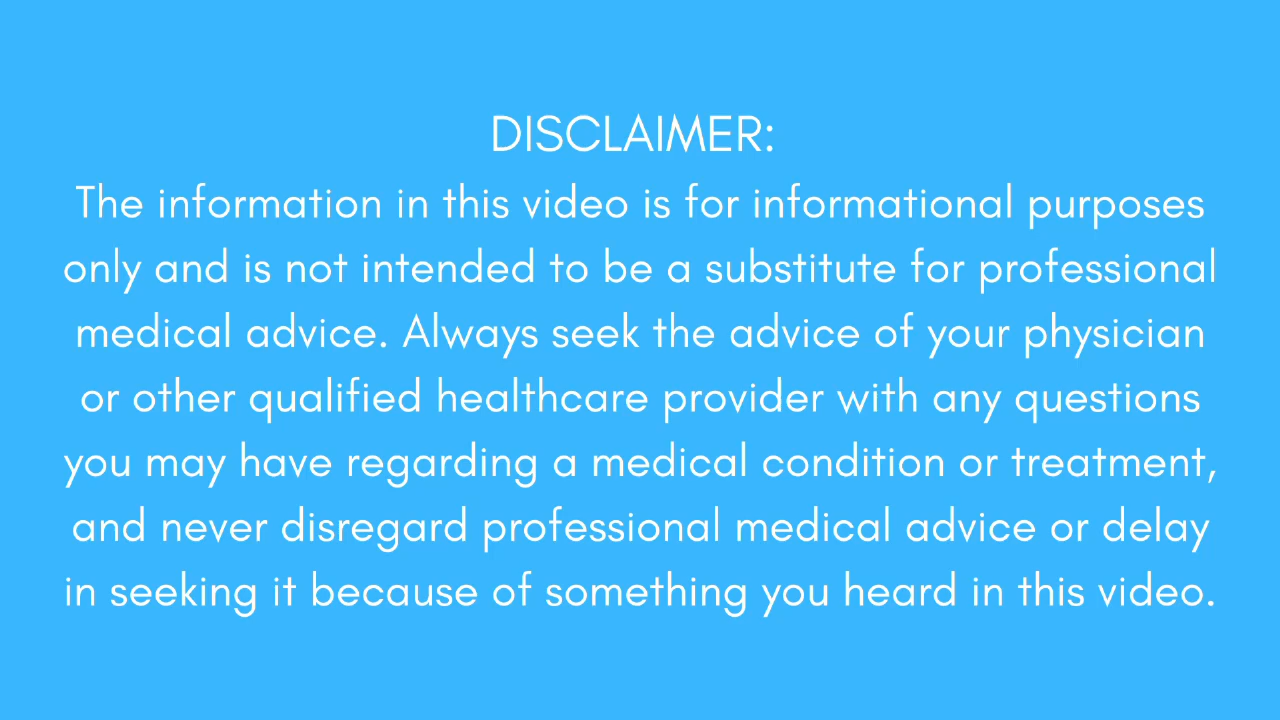 DISCLAIMER:
The information in this video is for informational purposes
only and is not intended to be a substitute for professional
medical advice. Always seek the advice of your physician
or other qualified healthcare provider with any questions
you may have regarding a medical condition or treatment,
and never disregard professional medical advice or delay
in seeking it because of something you heard in this video.